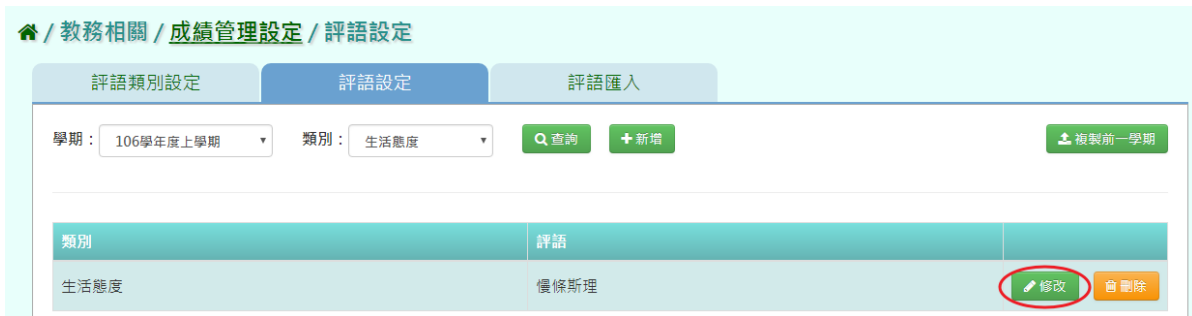 / 教務相關 / 成績管理設定 / 評語設定
評語類別設定 評語設定 評語匯入
學期： 106學年度上學期 類別： 生活態度 查詢 新增 複製前一學期
類別 評語
生活態度 慢條斯理 修改 刪除